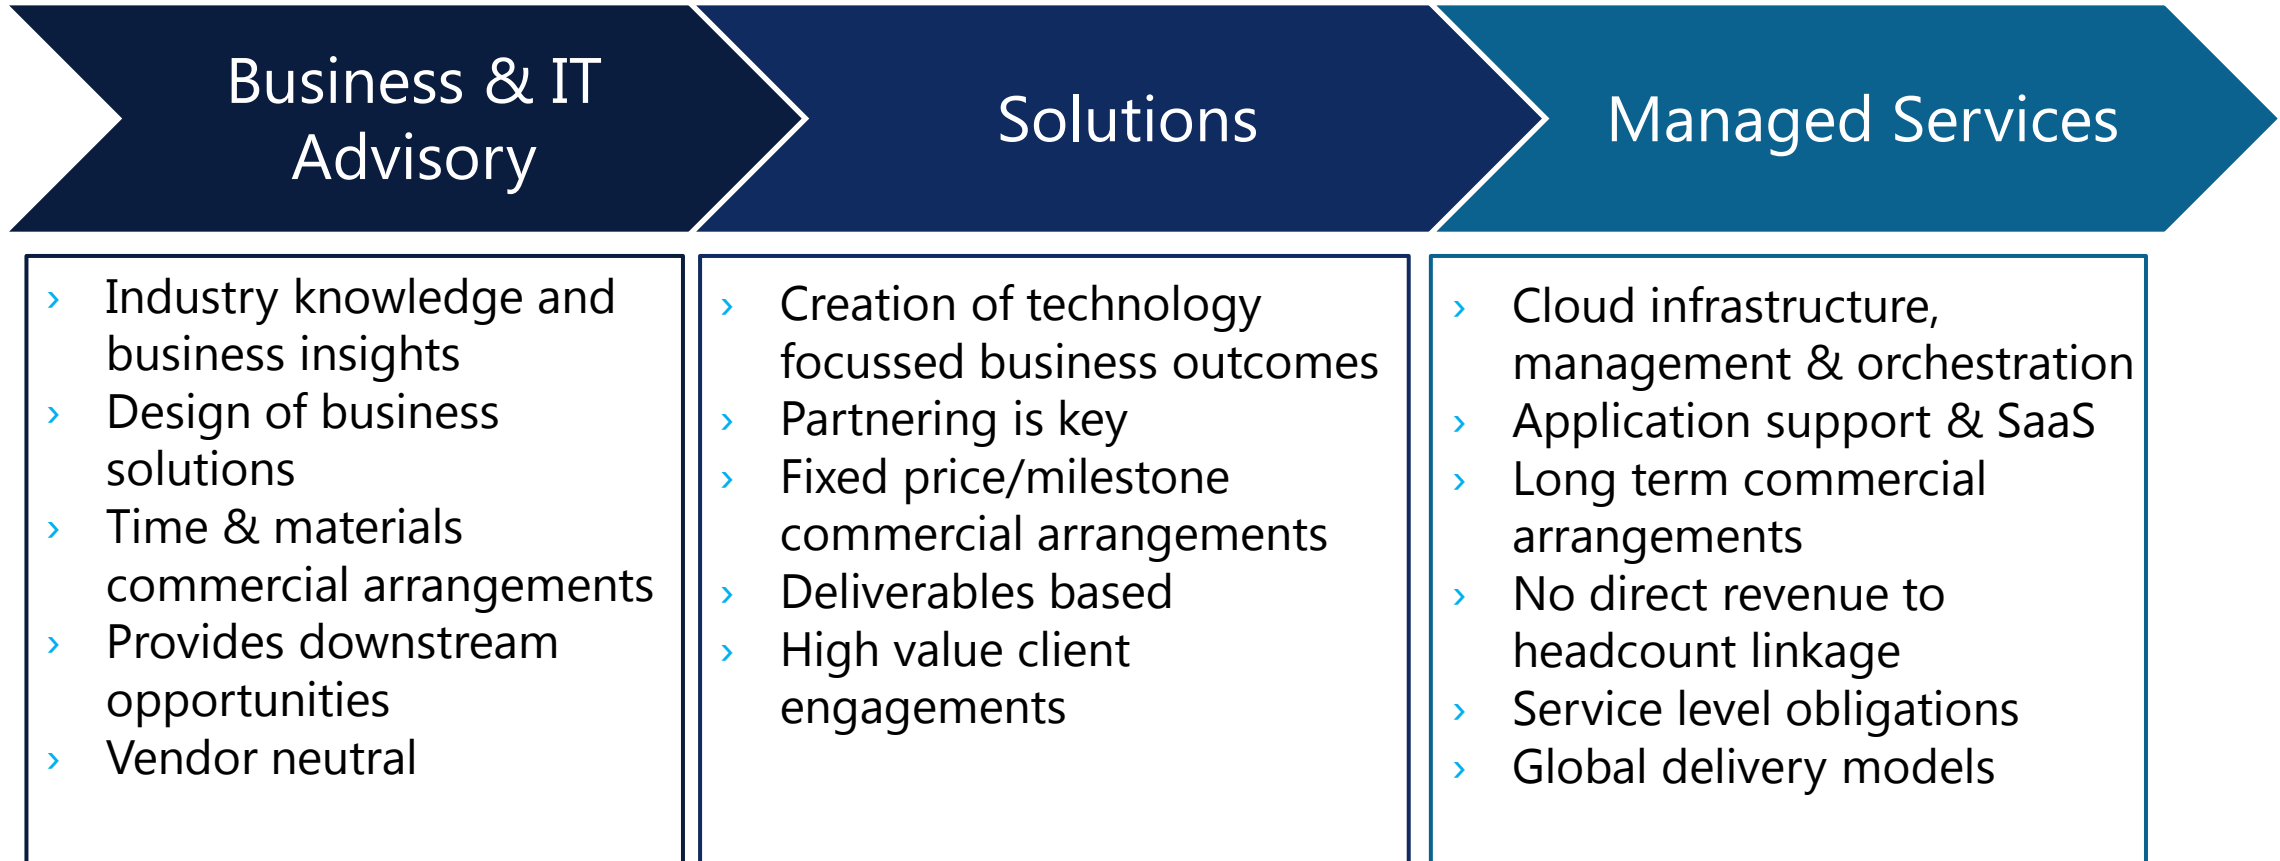 Business & IT
Advisory
Solutions
Managed Services
› Industry knowledge and
business insights
› Design of business
solutions
› Time & materials
commercial arrangements
› Provides downstream
opportunities
› Vendor neutral
› Creation of technology
focussed business outcomes
› Partnering is key
› Fixed price/milestone
commercial arrangements
› Deliverables based
› High value client
engagements
› Cloud infrastructure,
management & orchestration
› Application support & SaaS
› Long term commercial
arrangements
› No direct revenue to
headcount linkage
› Service level obligations
› Global delivery models